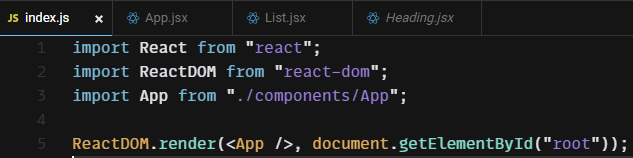 JS index.js × App.jsx List.jsx Heading.jsx
1 import React from "react";
2 import ReactDOM from "react-dom";
3 import App from "./components/App";
4
5 ReactDOM.render(<App />, document.getElementById("root"));